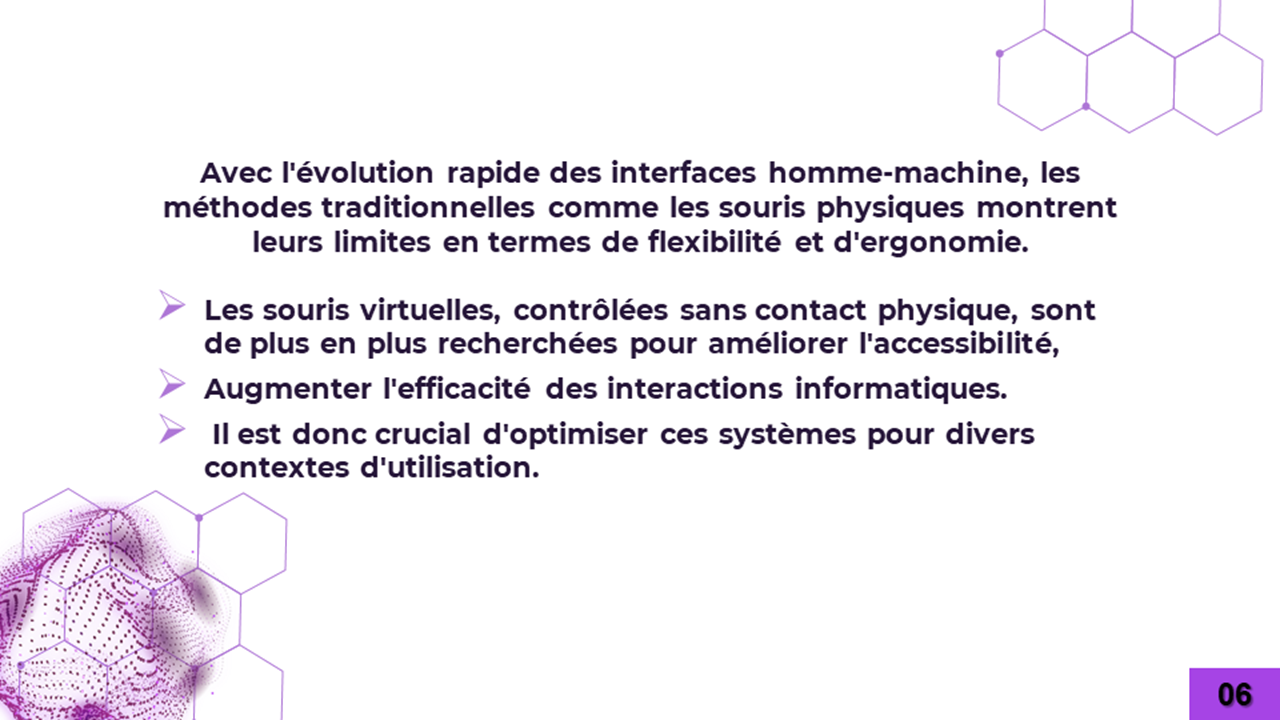 Avec l'évolution rapide des interfaces homme-machine, les
méthodes traditionnelles comme les souris physiques montrent
leurs limites en termes de flexibilité et d'ergonomie.
Les souris virtuelles, contrôlées sans contact physique, sont
de plus en plus recherchées pour améliorer l'accessibilité,
Augmenter l'efficacité des interactions informatiques.
Il est donc crucial d'optimiser ces systèmes pour divers
contextes d'utilisation.
06